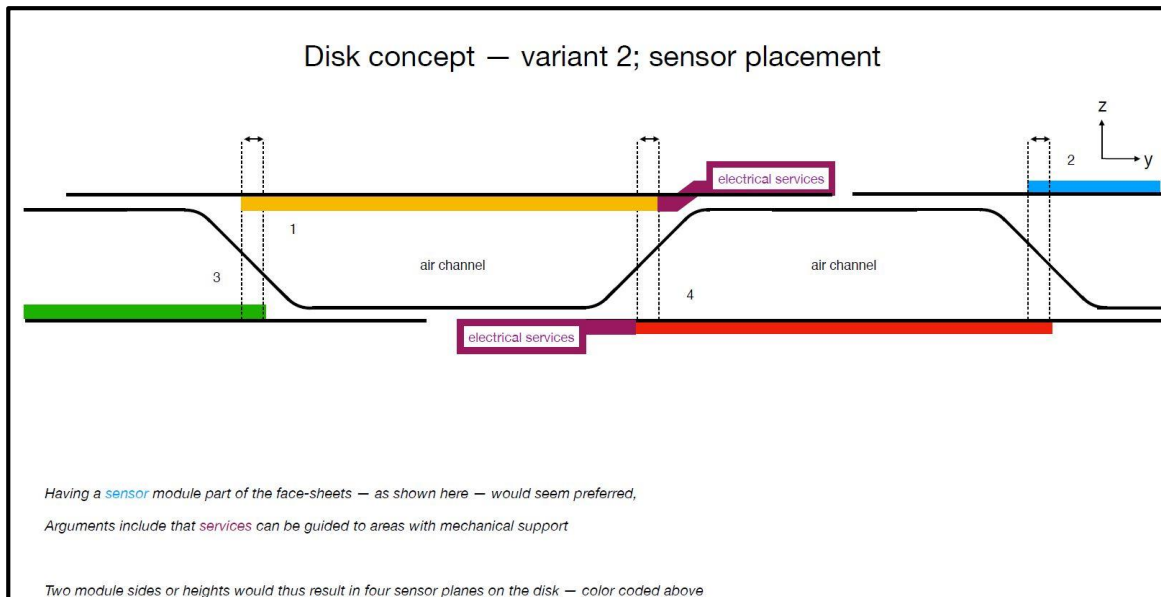 Disk concept — variant 2; sensor placement
z
y
2
electrical services
1
air channel
air channel
3
4
electrical services
Having a sensor module part of the face-sheets — as shown here — would seem preferred,
Arguments include that services can be guided to areas with mechanical support
Two module sides or heights would thus result in four sensor planes on the disk — color coded above